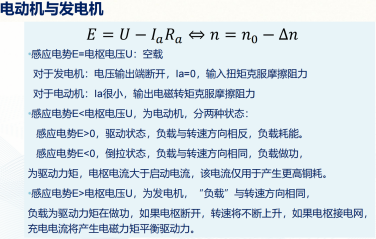 电动机与发电机
E = U - IaRa ⇔ n = n0 - Δn
·感应电势E=电枢电压U：空载
对于发电机：电压输出端断开，Ia=0，输入扭矩克服摩擦阻力
对于电动机：Ia很小，输出电磁转矩克服摩擦阻力
·感应电势E<电枢电压U，为电动机，分两种状态：
感应电势E>0，驱动状态，负载与转速方向相反，负载耗能。
感应电势E<0，倒拉状态，负载与转速方向相同，负载做功，
为驱动力矩，电枢电流大于启动电流，该电流仅用于产生更高铜耗。
·感应电势E>电枢电压U，为发电机，“负载”与转速方向相同，
负载为驱动力矩在做功，如果电枢断开，转速将不断上升，如果电枢接电网，
充电电流将产生电磁力矩平衡驱动力。